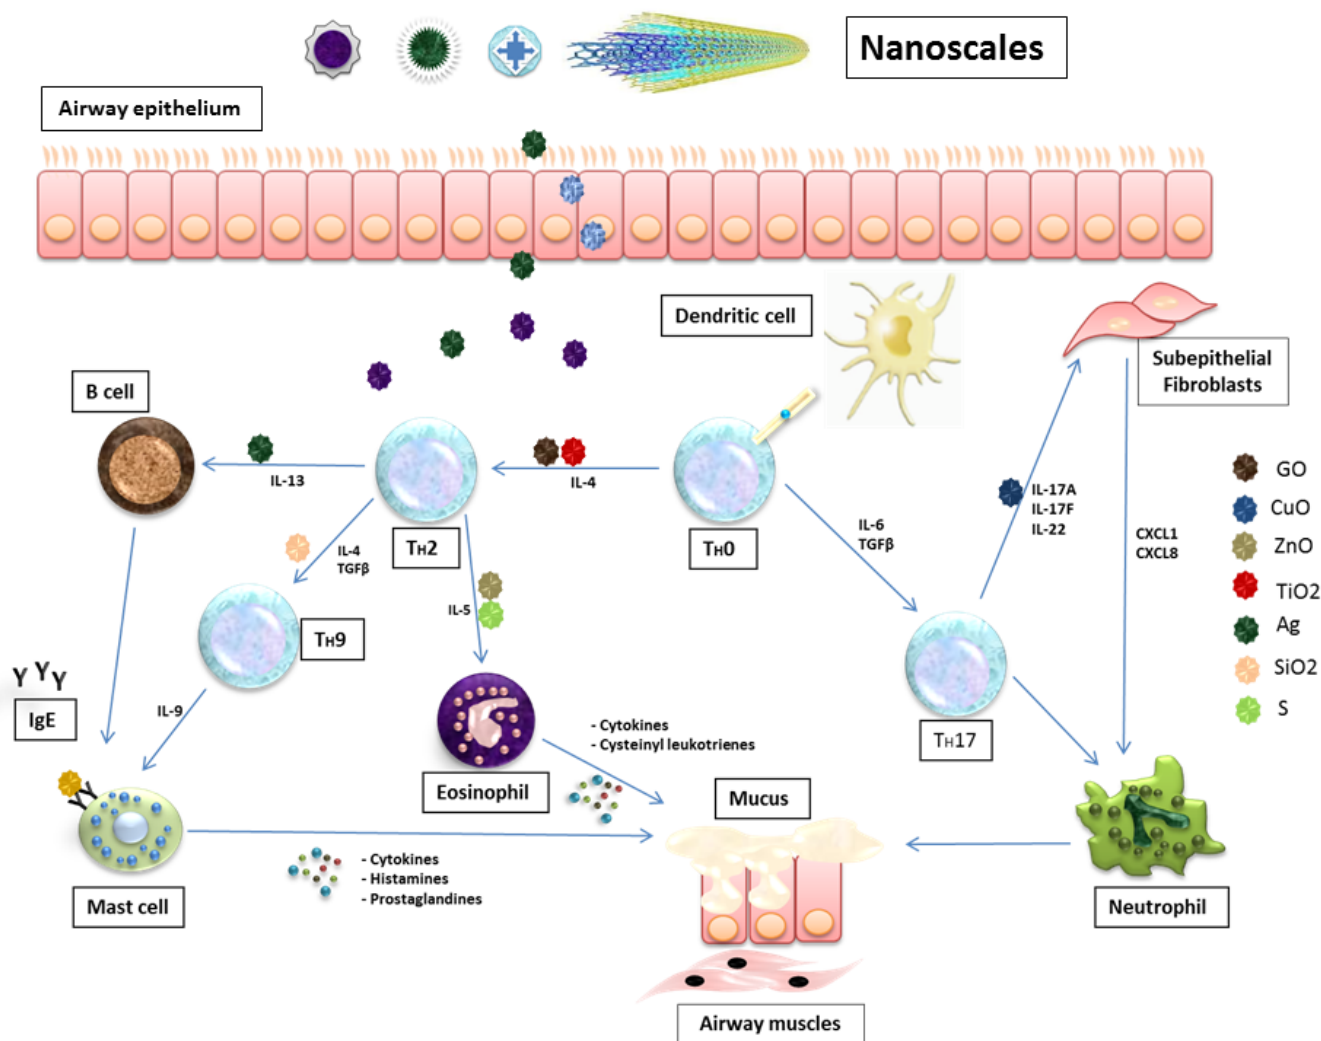 Nanoscales
Airway epithelium
Dendritic cell
Subepithelial
Fibroblasts
B cell
IL-13
IL-4
TH2
TH0
IL-4
TGFβ
IL-5
IL-6
TGFβ
IL-17A
IL-17F
IL-22
CXCL1
CXCL8
GO
CuO
ZnO
TiO2
Ag
SiO2
S
TH9
IgE
IL-9
TH17
- Cytokines
- Cysteinyl leukotrienes
Eosinophil
Mucus
- Cytokines
- Histamines
- Prostaglandines
Mast cell
Neutrophil
Airway muscles